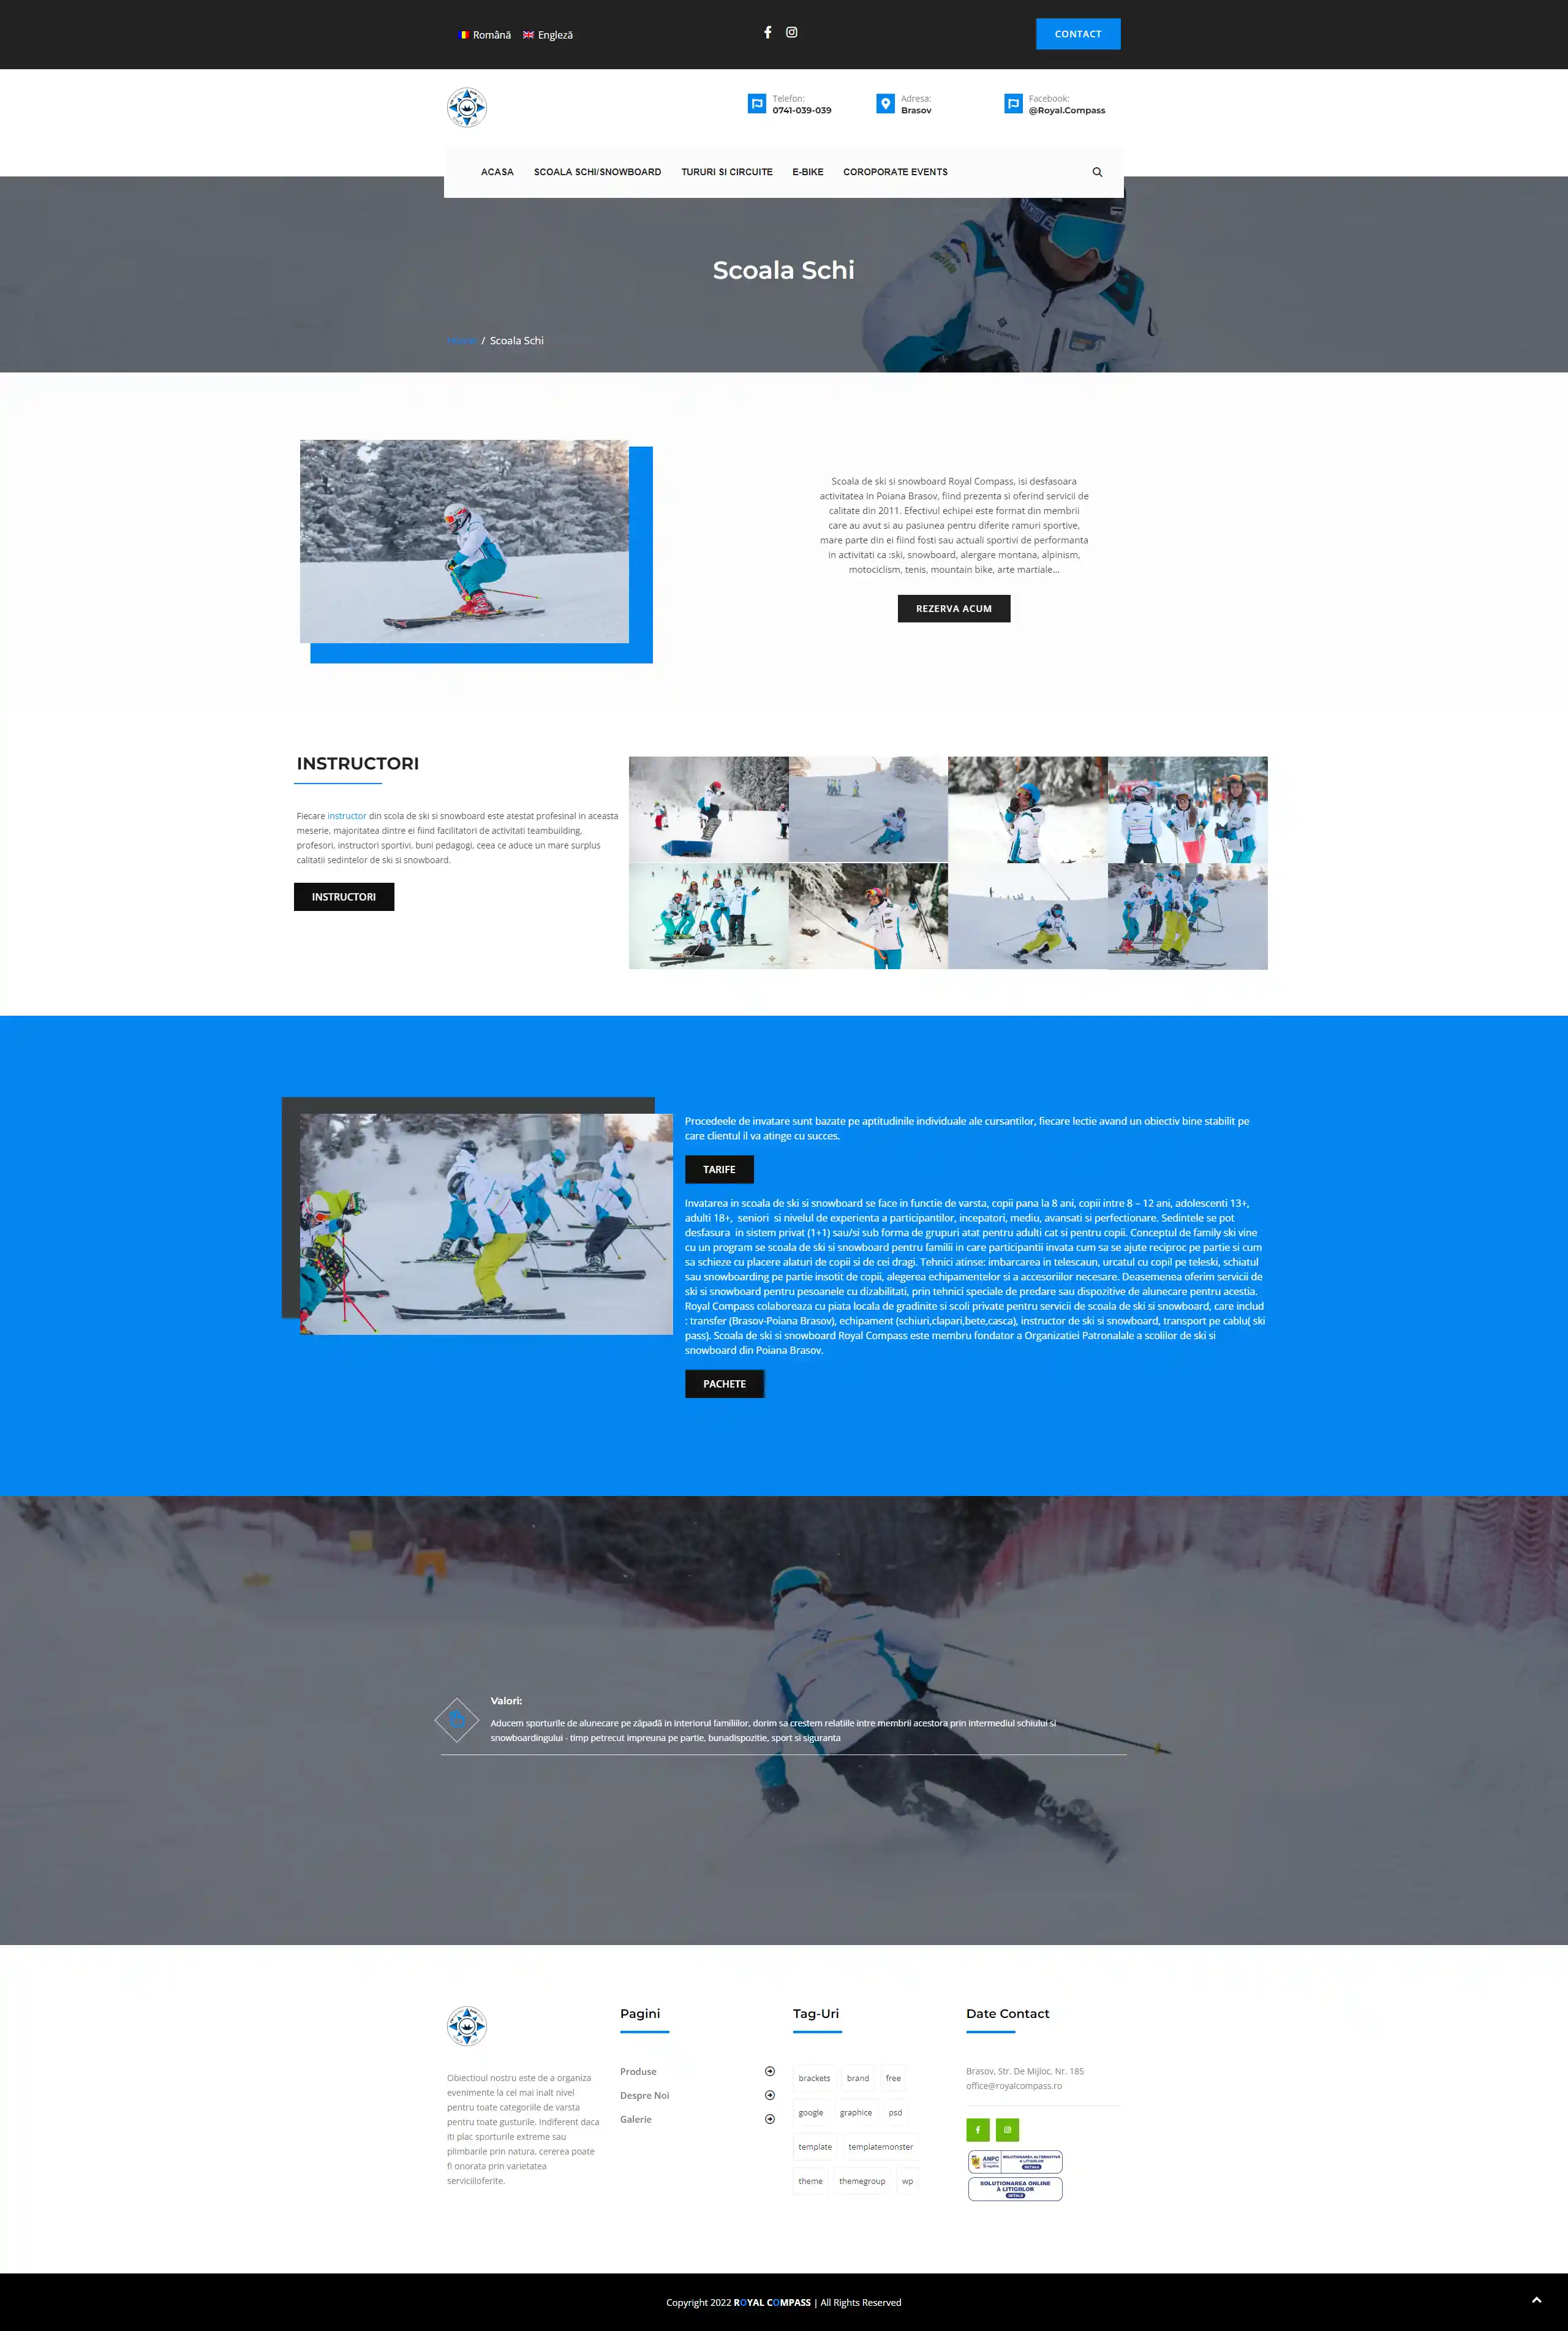 Română Engleză
CONTACT
Telefon:
0741-039-039
Adresa:
Brasov
Facebook:
@Royal.Compass
ACASA SCOALA SCHI/SNOWBOARD TURURI SI CIRCUITE E-BIKE COROPORATE EVENTS
Scoala Schi
Home / Scoala Schi
Scoala de ski si snowboard Royal Compass, isi desfasoara
activitatea in Poiana Brasov, fiind prezenta si oferind servicii de
calitate din 2011. Efectivul echipei este format din membrii
care au avut si au pasiunea pentru diferite ramuri sportive,
mare parte din ei fiind fosti sau actuali sportivi de performanta
in activitati ca :ski, snowboard, alergare montana, alpinism,
motociclism, tenis, mountain bike, arte martiale...
REZERVA ACUM
INSTRUCTORI
Fiecare instructor din scola de ski si snowboard este atestat profesinal in aceasta
meserie, majoritatea dintre ei fiind facilitatori de activitati teambuilding,
profesori, instructori sportivi, buni pedagogi, ceea ce aduce un mare surplus
calitatii sedintelor de ski si snowboard.
INSTRUCTORI
Procedeele de invatare sunt bazate pe aptitudinile individuale ale cursantilor, fiecare lectie avand un obiectiv bine stabilit pe
care clientul il va atinge cu succes.
TARIFE
Invatarea in scoala de ski si snowboard se face in functie de varsta, copii pana la 8 ani, copii intre 8 – 12 ani, adolescenti 13+,
adulti 18+, seniori si nivelul de experienta a participantilor, incepatori, mediu, avansati si perfectionare. Sedintele se pot
desfasura in sistem privat (1+1) sau/si sub forma de grupuri atat pentru adulti cat si pentru copii. Conceptul de family ski vine
cu un program se scoala de ski si snowboard pentru familii in care participantii invata cum sa se ajute reciproc pe partie si cum
sa schieze cu placere alaturi de copii si de cei dragi. Tehnici atinse: imbarcarea in telescaun, urcatul cu copil pe teleski, schiatul
sau snowboarding pe partie insotit de copii, alegerea echipamentelor si a accesoriilor necesare. Deasemenea oferim servicii de
ski si snowboard pentru pesoanele cu dizabilitati, prin tehnici speciale de predare sau dispozitive de alunecare pentru acestia.
Royal Compass colaboreaza cu piata locala de gradinite si scoli private pentru servicii de scoala de ski si snowboard, care includ
: transfer (Brasov-Poiana Brasov), echipament (schiuri,clapari,bete,casca), instructor de ski si snowboard, transport pe cablu( ski
pass). Scoala de ski si snowboard Royal Compass este membru fondator a Organizatiei Patronalale a scolilor de ski si
snowboard din Poiana Brasov.
PACHETE
Valori:
Aducem sporturile de alunecare pe zăpadă in interiorul familiilor, dorim sa crestem relatiile intre membrii acestora prin intermediul schiului si
snowboardingului - timp petrecut impreuna pe partie, bunadispozitie, sport si siguranta
Obiectioul nostru este de a organiza
evenimente la cel mai inalt nivel
pentru toate categoriile de varsta
pentru toate gusturile. Indiferent daca
iti plac sporturile extreme sau
plimbarile prin natura, cererea poate
fi onorata prin varietatea
serviciiloferite.
Pagini
Produse
Despre Noi
Galerie
Tag-Uri
brackets brand free
google graphice psd
template templatemonster
theme themegroup wp
Date Contact
Brasov, Str. De Mijloc, Nr. 185
office@royalcompass.ro
ANPC SOLUȚIONAREA ALTERNATIVĂ
A LITIGIILOR
DETALII
SOLUȚIONAREA ONLINE
A LITIGIILOR
DETALII
Copyright 2022 ROYAL COMPASS | All Rights Reserved